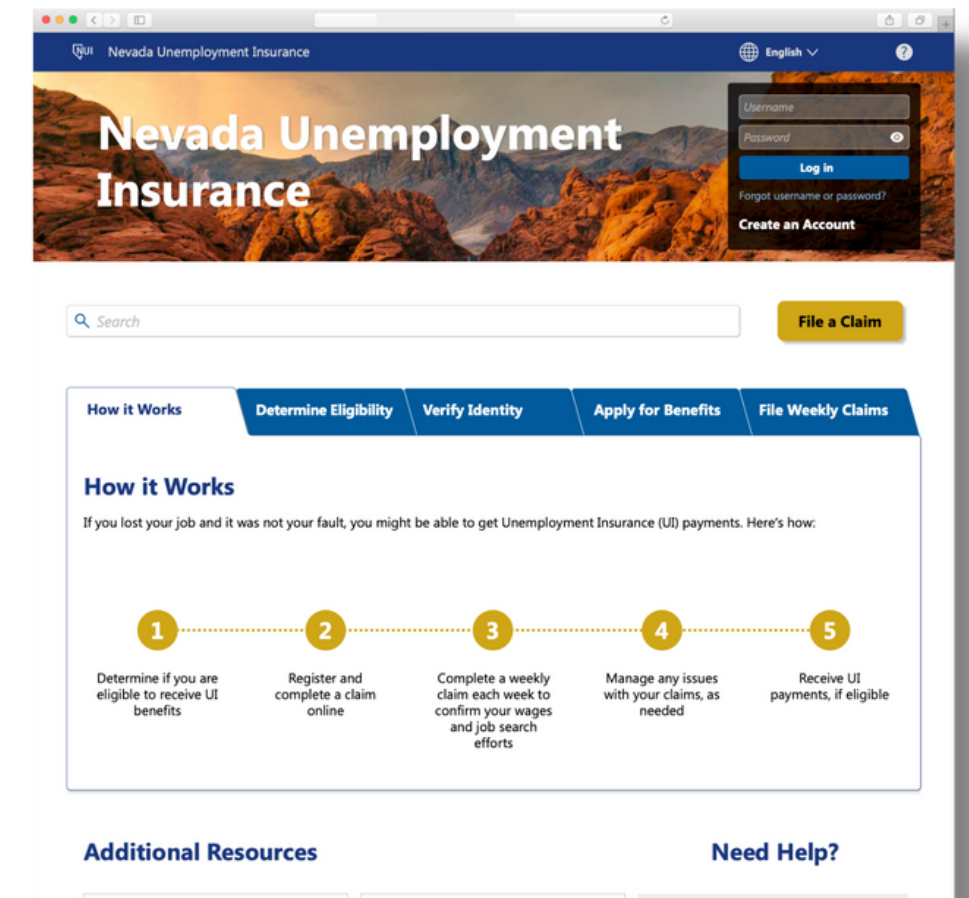 NUI Nevada Unemployment Insurance
English
?
Nevada Unemployment
Insurance
Username
Password
Log in
Forgot username or password?
Create an Account
Search
File a Claim
How it Works
Determine Eligibility
Verify Identity
Apply for Benefits
File Weekly Claims
How it Works
If you lost your job and it was not your fault, you might be able to get Unemployment Insurance (UI) payments. Here's how:
1
2
3
4
5
Determine if you are
eligible to receive UI
benefits
Register and
complete a claim
online
Complete a weekly
claim each week to
confirm your wages
and job search
efforts
Manage any issues
with your claims, as
needed
Receive UI
payments, if eligible
Additional Resources
Need Help?